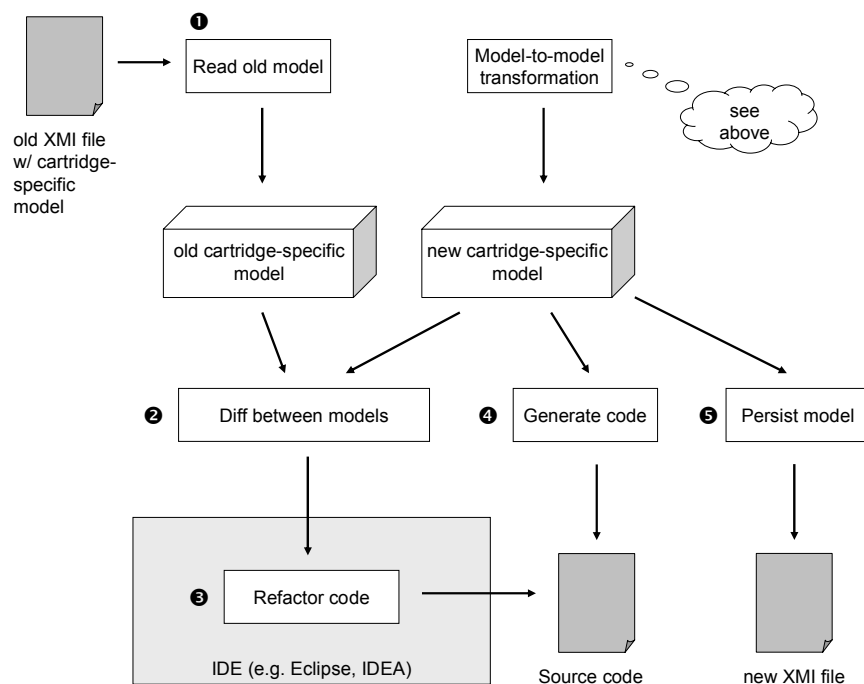 ❶
Read old model
Model-to-model
transformation
see
above
old XMI file
w/ cartridge-
specific
model
old cartridge-specific
model
new cartridge-specific
model
❷
Diff between models
❹
Generate code
❺
Persist model
❸
Refactor code
IDE (e.g. Eclipse, IDEA)
Source code
new XMI file